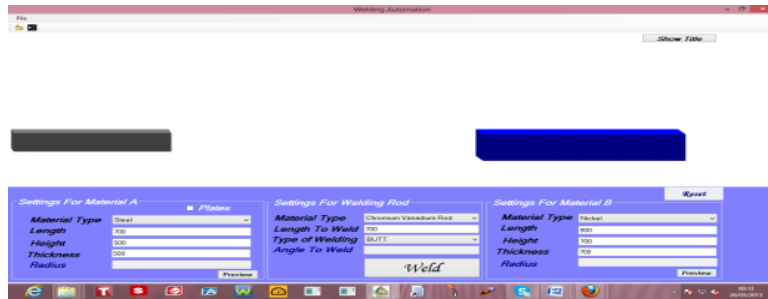 Welding Automation
File
Show Title
Reset
Settings For Material A
Plates
Material Type Steel
Length 700
Height 500
Thickness 500
Radius
Preview
Settings For Welding Rod
Material Type Chromium Vanadium Rod
Length To Weld 700
Type of Welding BUTT
Angle To Weld
Weld
Settings For Material B
Material Type Nickel
Length 900
Height 700
Thickness 700
Radius
Preview